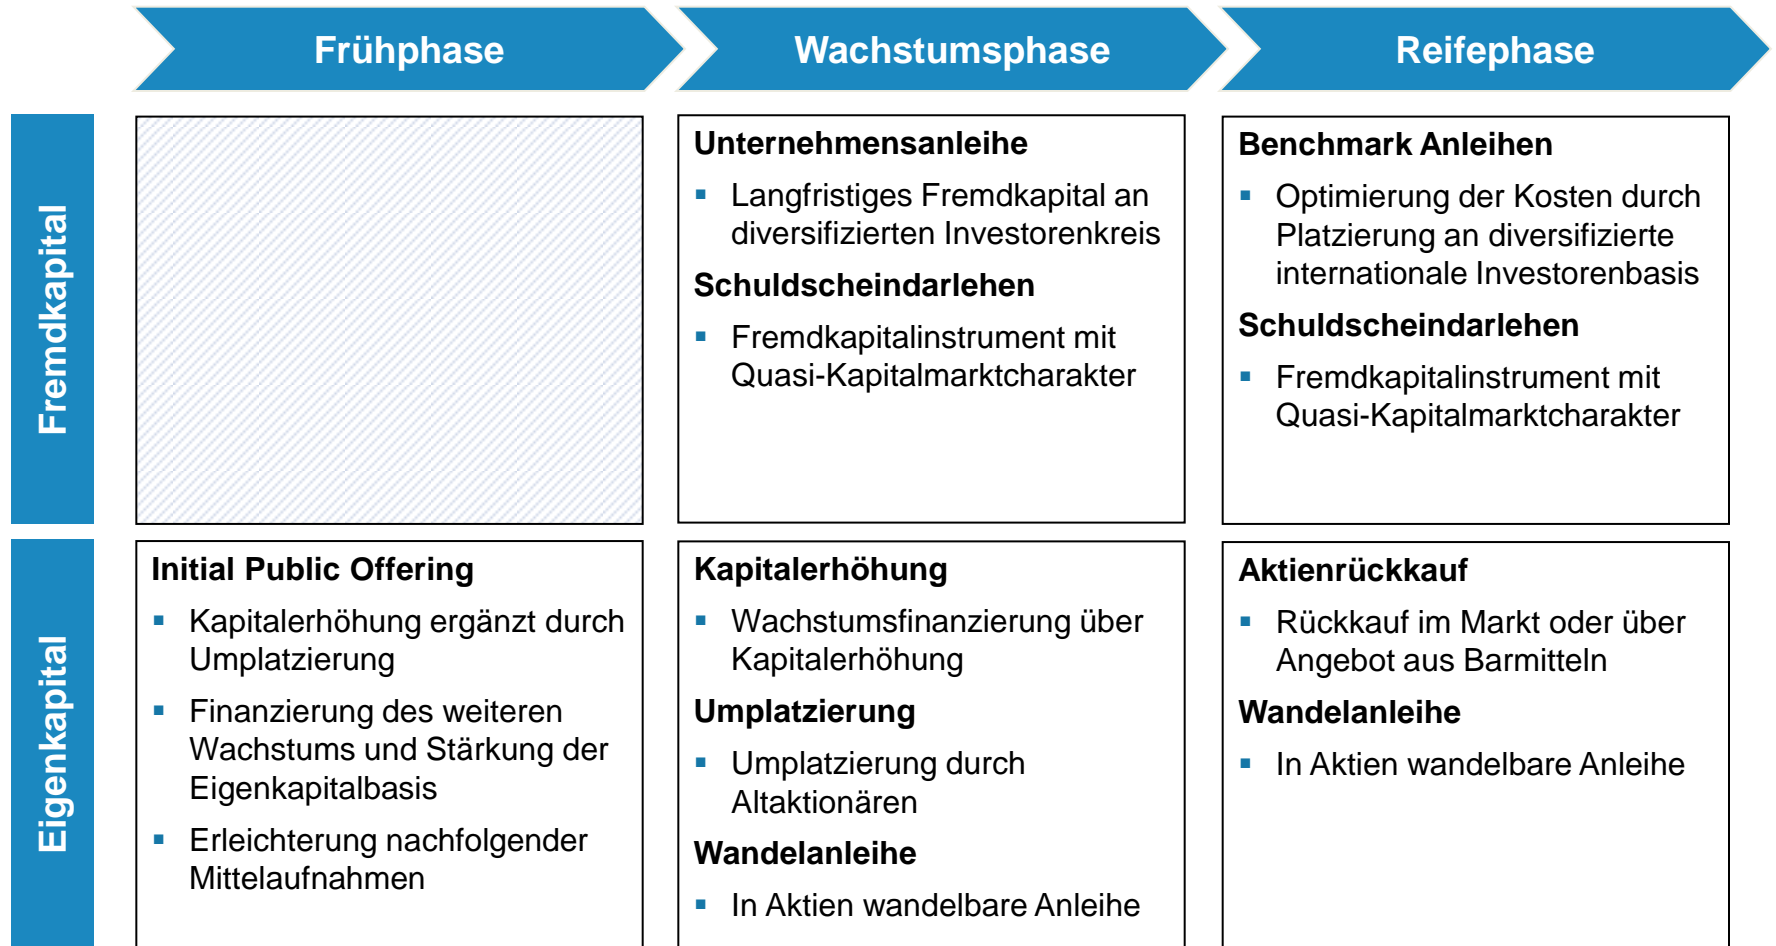 Frühphase
Wachstumsphase
Reifephase
Fremdkapital
Unternehmensanleihe
▪ Langfristiges Fremdkapital an
diversifizierten Investorenkreis
Schuldscheindarlehen
▪ Fremdkapitalinstrument mit
Quasi-Kapitalmarktcharakter
Benchmark Anleihen
▪ Optimierung der Kosten durch
Platzierung an diversifizierte
internationale Investorenbasis
Schuldscheindarlehen
▪ Fremdkapitalinstrument mit
Quasi-Kapitalmarktcharakter
Eigenkapital
Initial Public Offering
▪ Kapitalerhöhung ergänzt durch
Umplatzierung
▪ Finanzierung des weiteren
Wachstums und Stärkung der
Eigenkapitalbasis
▪ Erleichterung nachfolgender
Mittelaufnahmen
Kapitalerhöhung
▪ Wachstumsfinanzierung über
Kapitalerhöhung
Umplatzierung
▪ Umplatzierung durch
Altaktionären
Wandelanleihe
▪ In Aktien wandelbare Anleihe
Aktienrückkauf
▪ Rückkauf im Markt oder über
Angebot aus Barmitteln
Wandelanleihe
▪ In Aktien wandelbare Anleihe